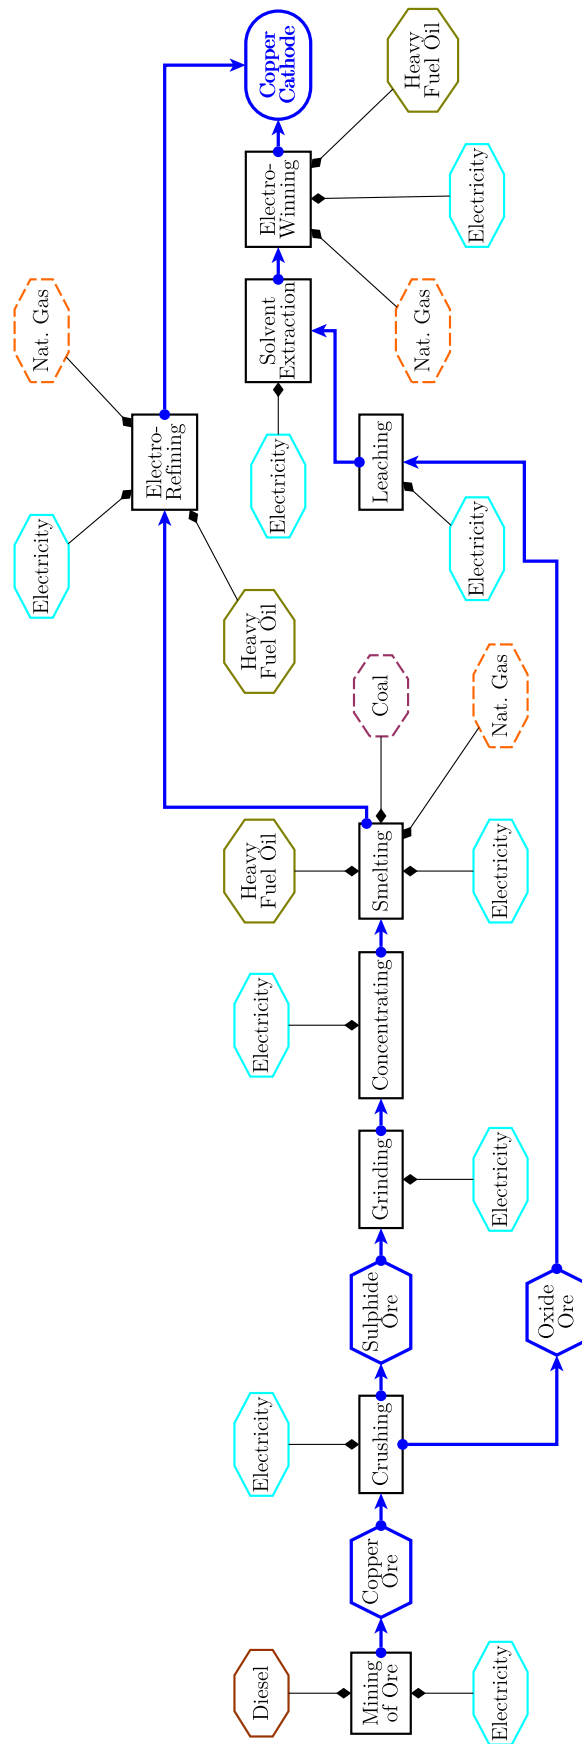 Diesel
Mining
of Ore
Electricity
Copper
Ore
Electricity
Crushing
Sulphide
Ore
Oxide
Ore
Grinding
Electricity
Electricity
Concentrating
Heavy
Fuel Oil
Smelting
Electricity
Coal
Nat. Gas
Electricity
Heavy
Fuel Oil
Electro-
Refining
Nat. Gas
Electricity
Leaching
Electricity
Solvent
Extraction
Electro-
Winning
Nat. Gas
Electricity
Heavy
Fuel Oil
Copper
Cathode